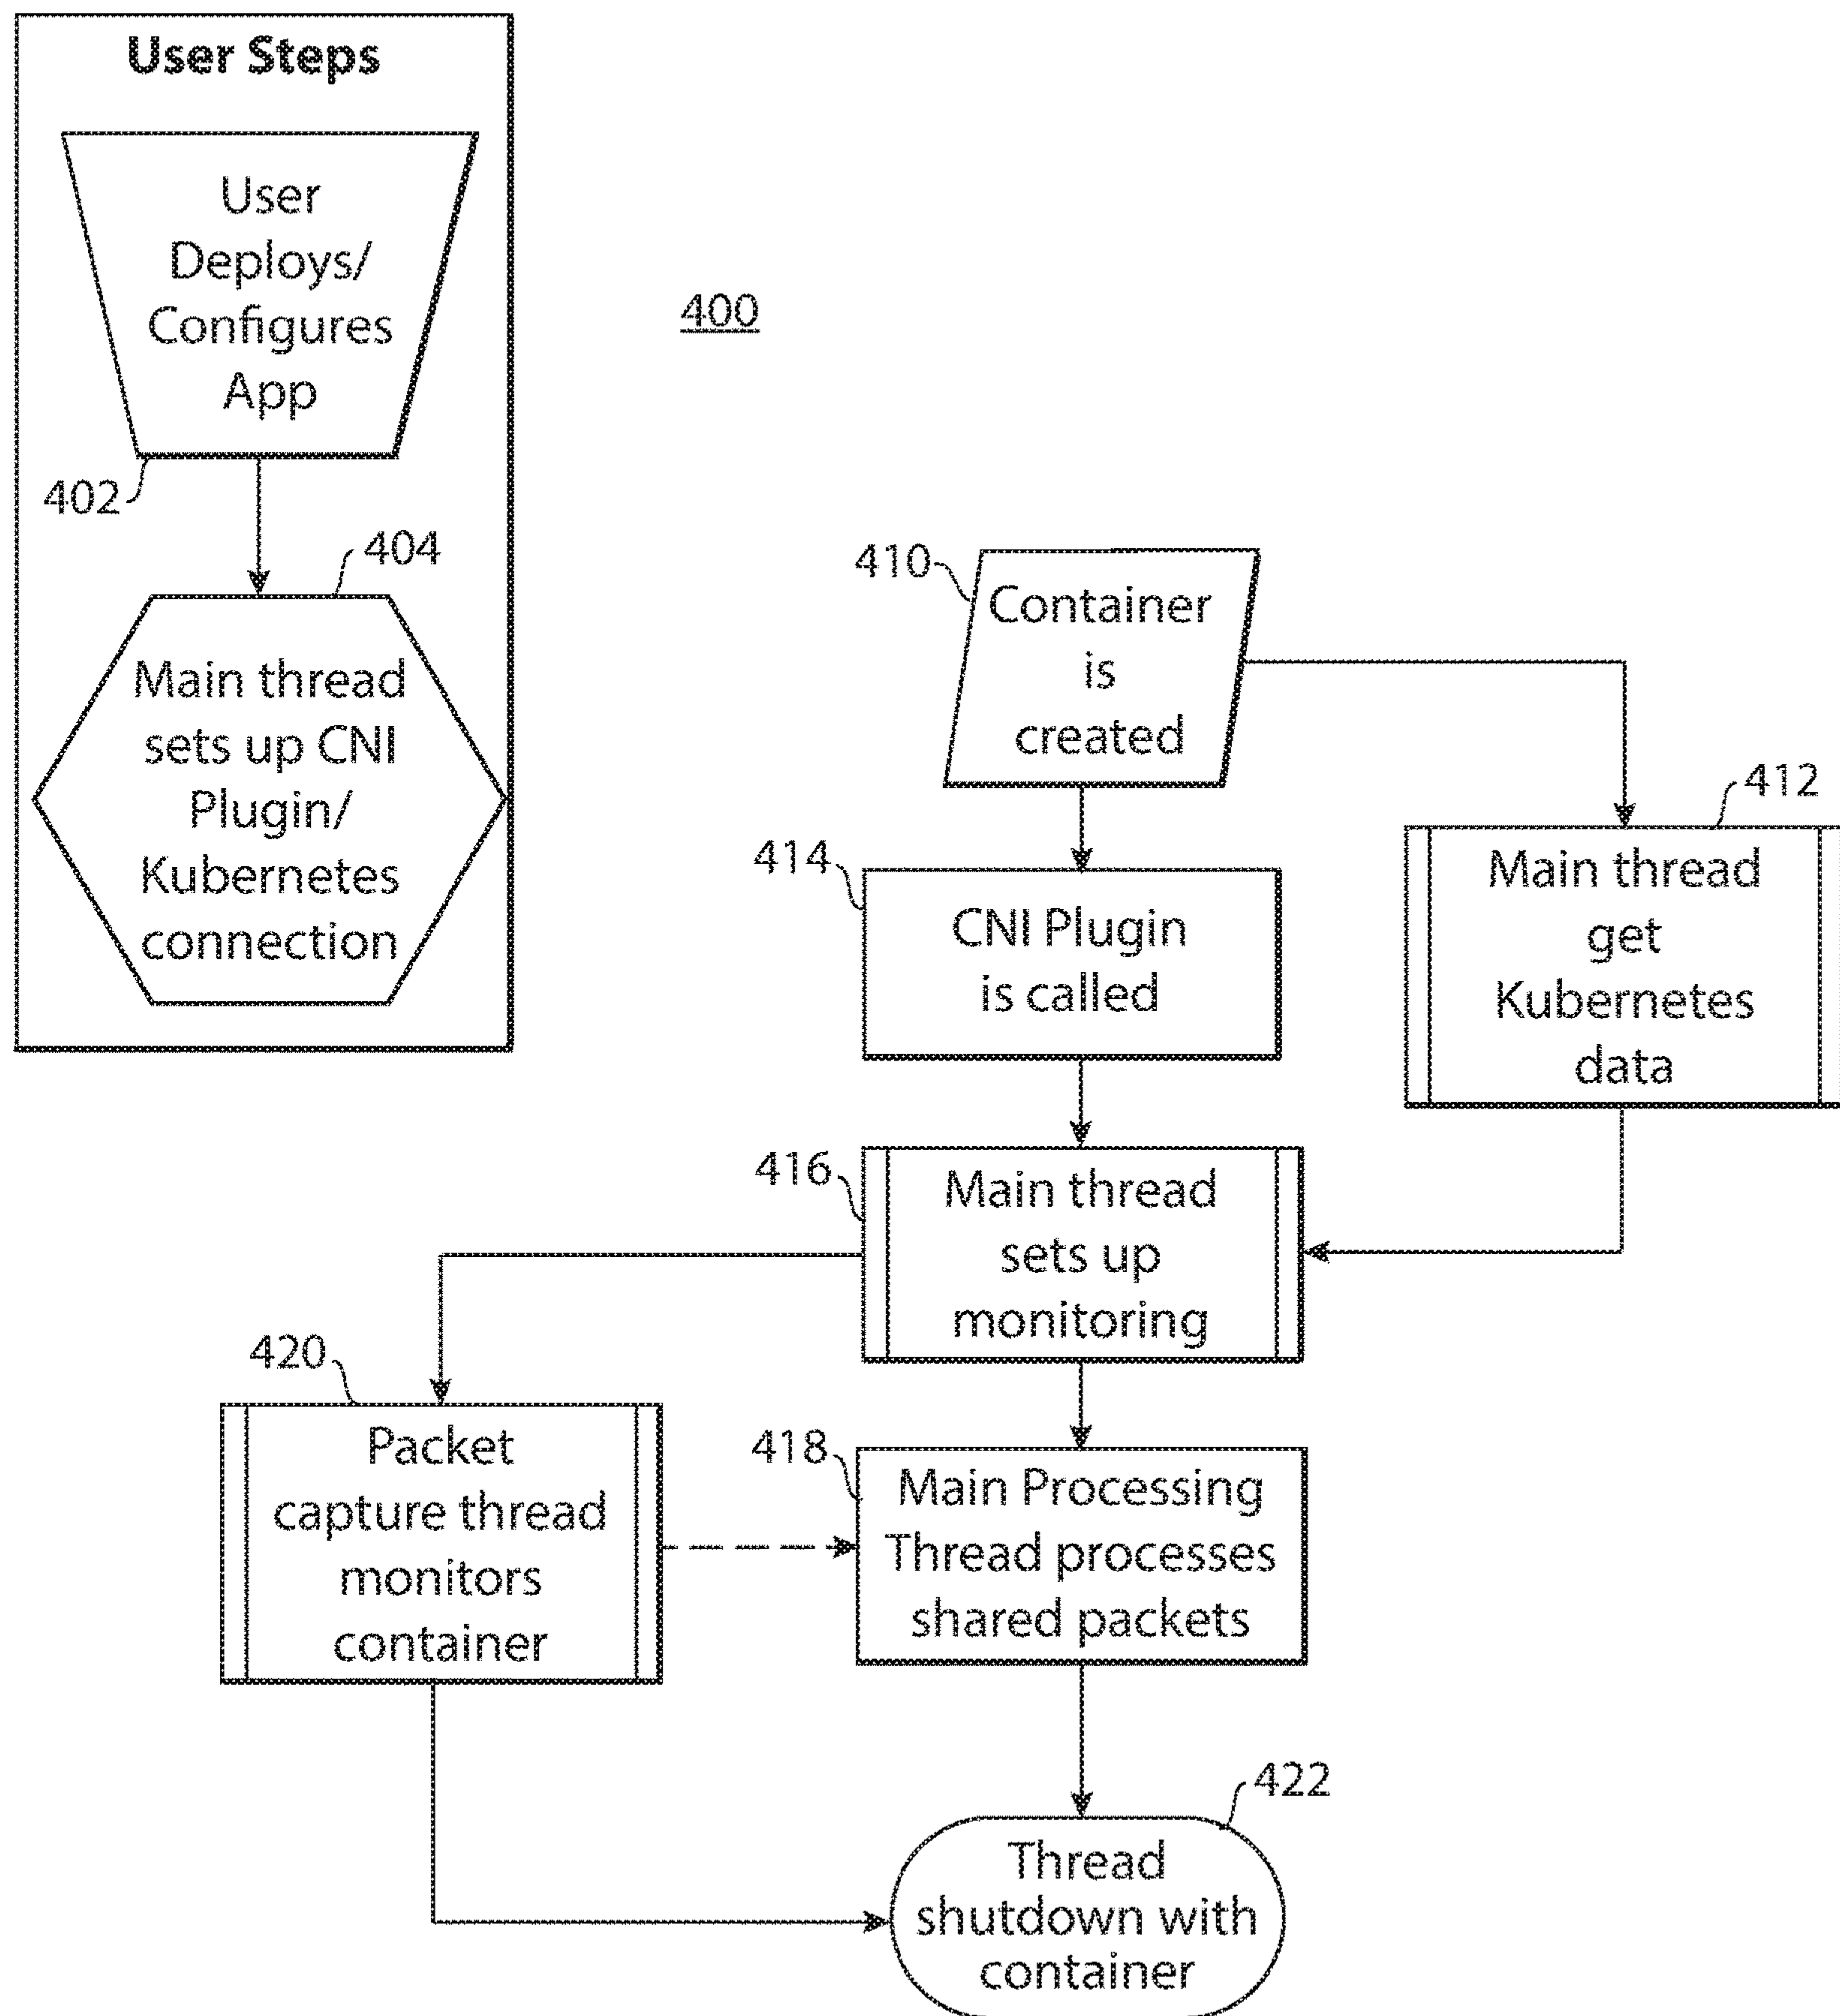 User Steps
User
Deploys/
Configures
App
402
404
Main thread
sets up CNI
Plugin/
Kubernetes
connection
400
410
Container
is
created
412
Main thread
get
Kubernetes
data
414
CNI Plugin
is called
416
Main thread
sets up
monitoring
420
Packet
capture thread
monitors
container
418
Main Processing
Thread processes
shared packets
422
Thread
shutdown with
container